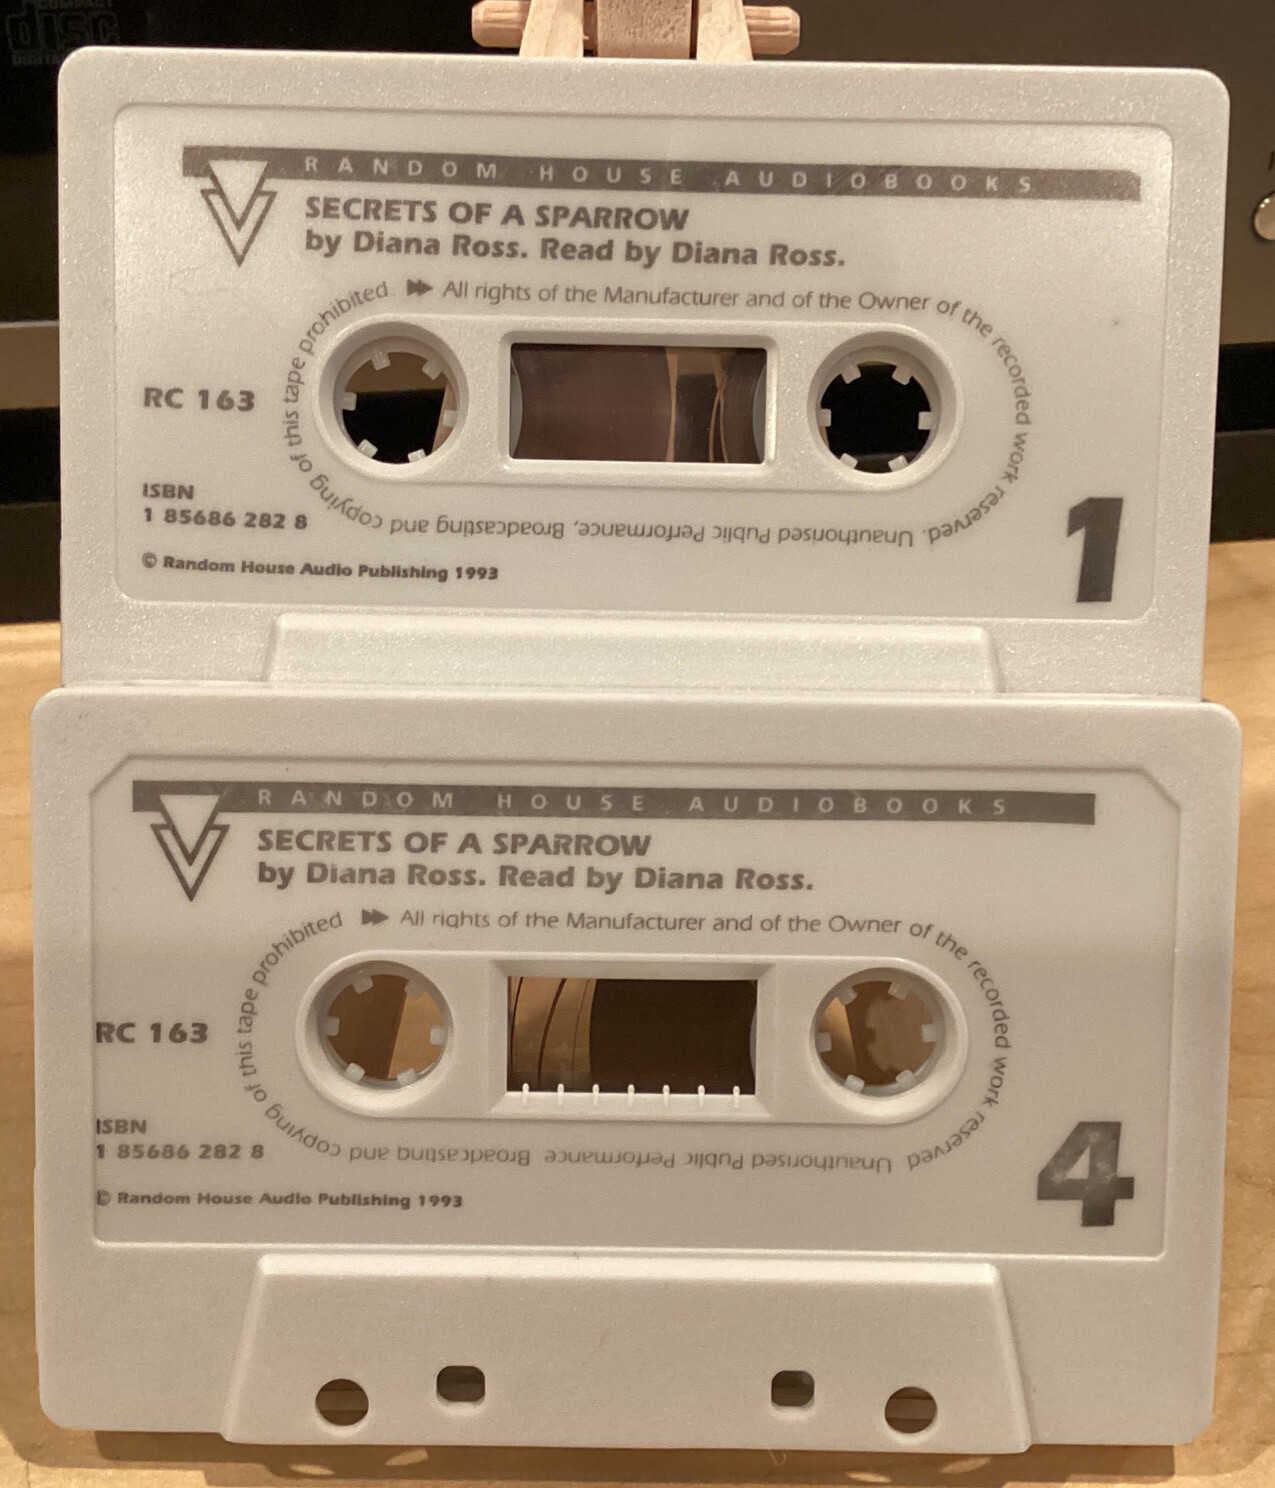 COMPACT
disc
DIGITAL
RANDOM HOUSE AUDIOBOOKS
SECRETS OF A SPARROW
by Diana Ross. Read by Diana Ross.
All rights of the Manufacturer and of the Owner of the recorded work reserved. Unauthorised Public Performance, Broadcasting and copying of this tape prohibited.
RC 163
ISBN
1 85686 282 8
© Random House Audio Publishing 1993
1
RANDOM HOUSE AUDIOBOOKS
SECRETS OF A SPARROW
by Diana Ross. Read by Diana Ross.
All rights of the Manufacturer and of the Owner of the recorded work reserved Unauthorised Public Performance Broadcasting and copying of this tape prohibited
RC 163
ISBN
1 85686 282 8
© Random House Audio Publishing 1993
4